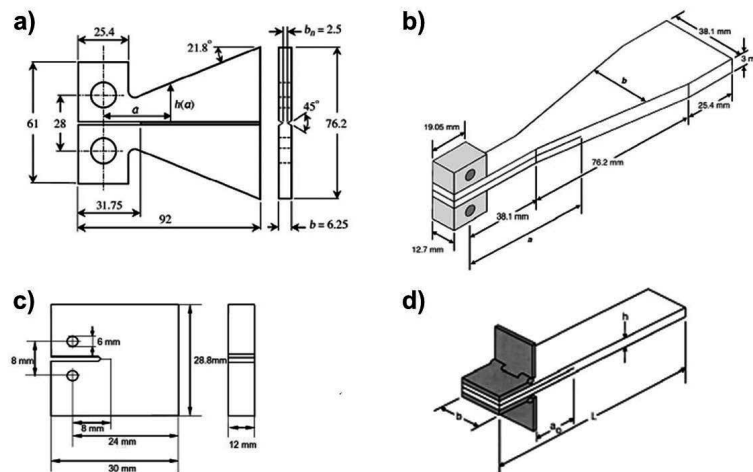 a)
25.4
bn = 2.5
21.8°
a
h(a)
45°
61
28
76.2
31.75
92
b = 6.25
b)
38.1 mm
b
19.05 mm
25.4 mm
76.2 mm
38.1 mm
a
12.7 mm
c)
6 mm
8 mm
28.8mm
8 mm
24 mm
12 mm
30 mm
d)
h
b
a0
L